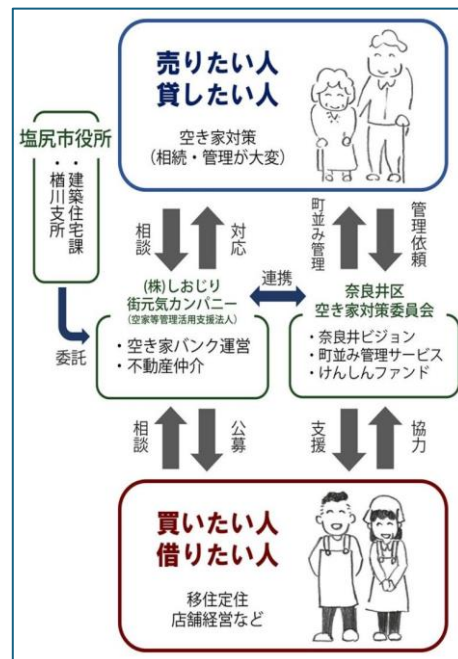 売りたい人
貸したい人
空き家対策
(相続・管理が大変)
塩尻市役所
・建築住宅課
・楢川支所
委託
相談
対応
町並み管理
管理依頼
(株)しおじり
街元気カンパニー
(空家等管理活用支援法人)
・空き家バンク運営
・不動産仲介
連携
奈良井区
空き家対策委員会
・奈良井ビジョン
・町並み管理サービス
・けんしんファンド
相談
公募
支援
協力
買いたい人
借りたい人
移住定住
店舗経営など